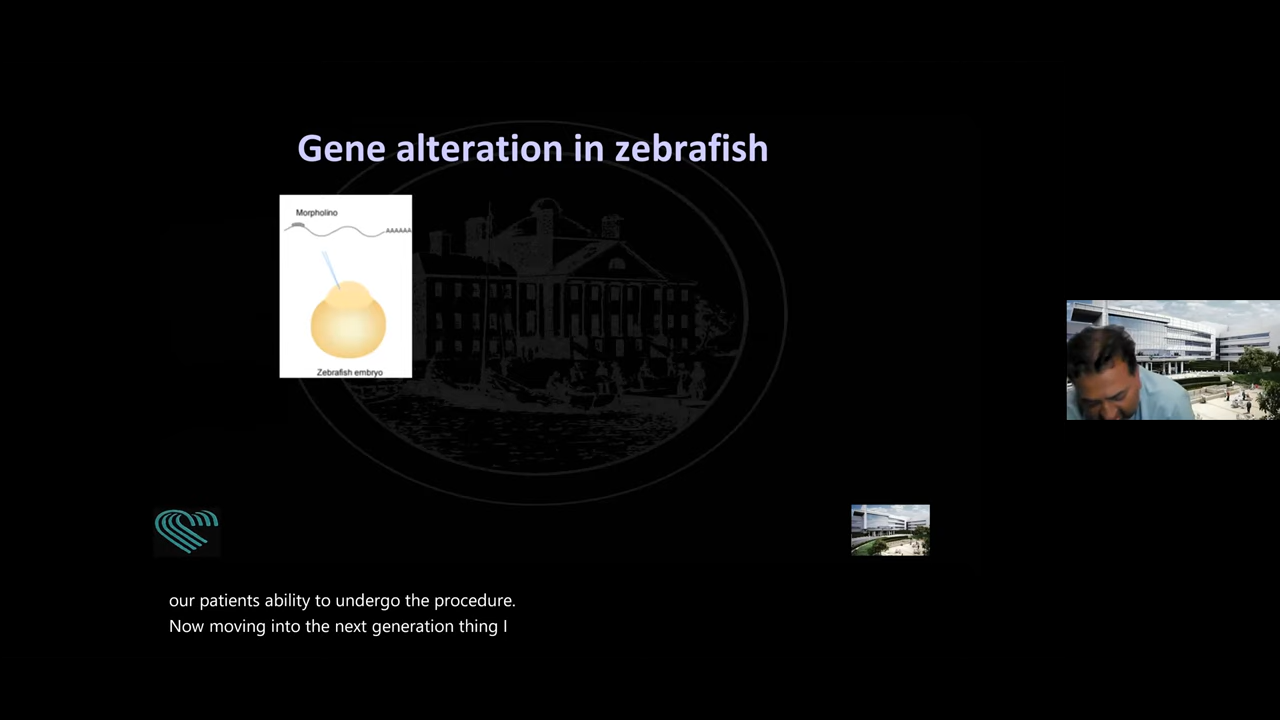 Gene alteration in zebrafish
Morpholino
AAAAAA
Zebrafish embryo
our patients ability to undergo the procedure.
Now moving into the next generation thing I